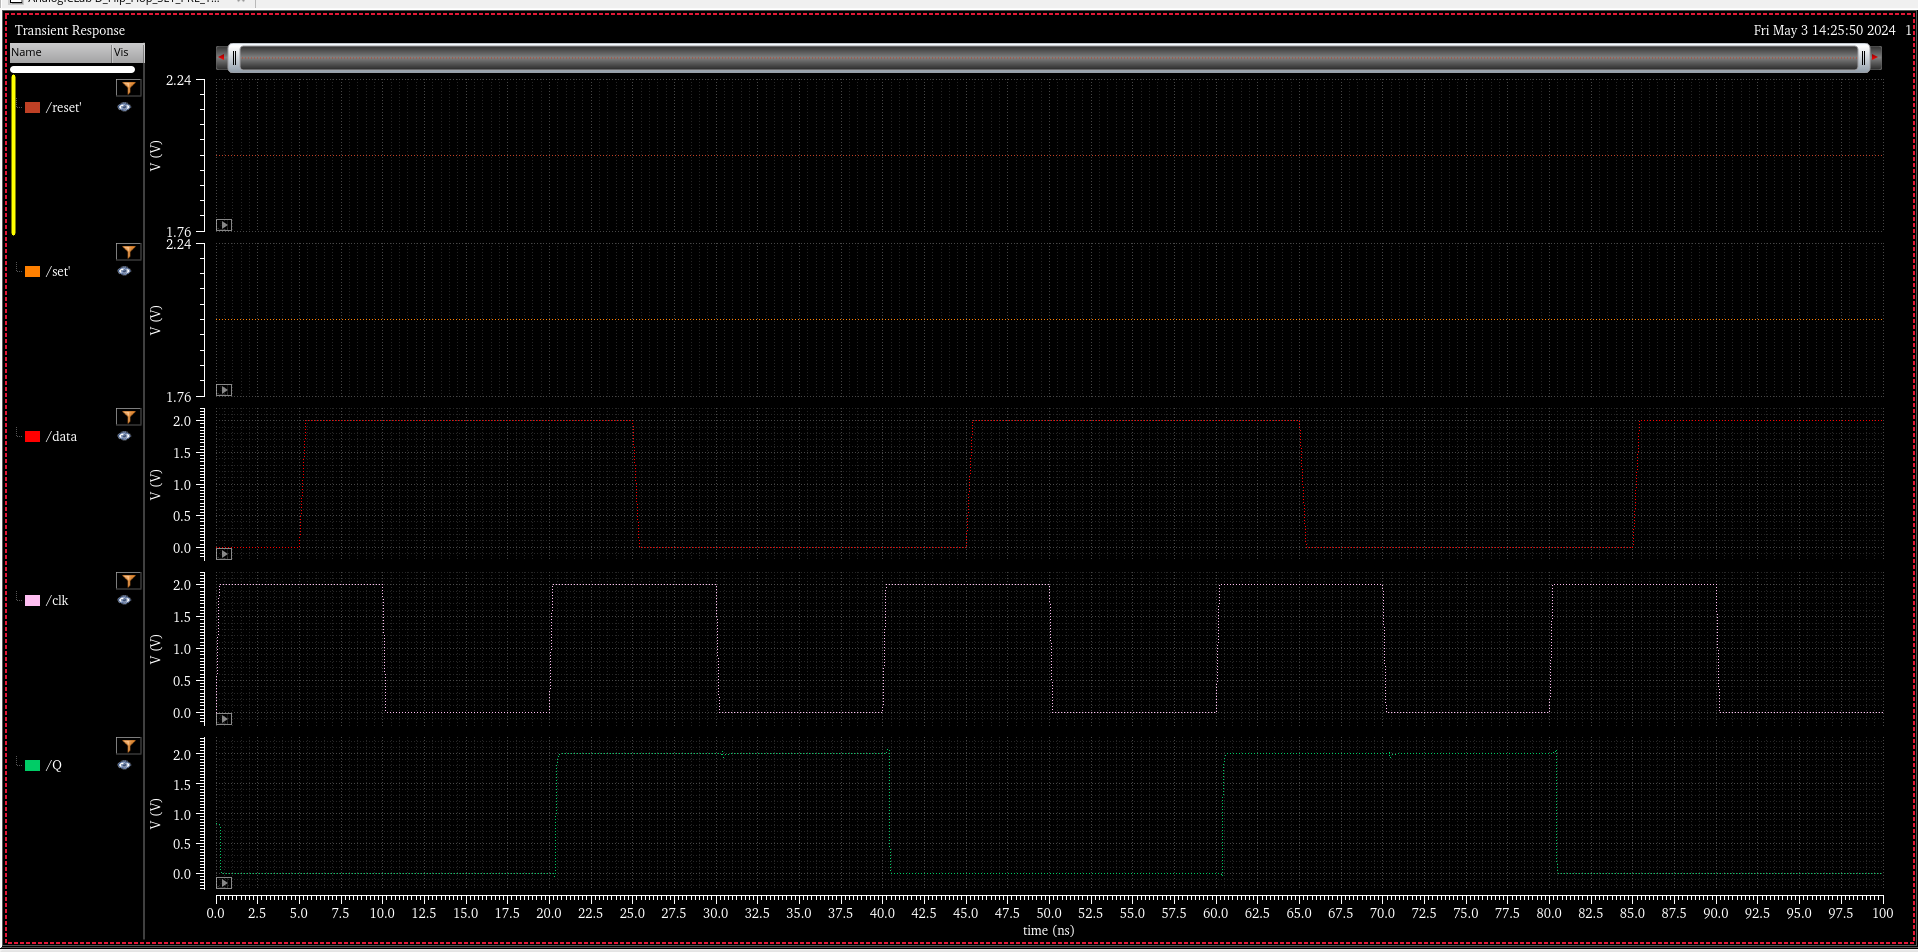 Transient Response
Fri May 3 14:25:50 2024 1
Name Vis
/reset'
2.24
V (V)
1.76
/set'
2.24
V (V)
1.76
/data
2.0
1.5
1.0
0.5
0.0
V (V)
/clk
2.0
1.5
1.0
0.5
0.0
V (V)
/Q
2.0
1.5
1.0
0.5
0.0
V (V)
0.0 2.5 5.0 7.5 10.0 12.5 15.0 17.5 20.0 22.5 25.0 27.5 30.0 32.5 35.0 37.5 40.0 42.5 45.0 47.5 50.0 52.5 55.0 57.5 60.0 62.5 65.0 67.5 70.0 72.5 75.0 77.5 80.0 82.5 85.0 87.5 90.0 92.5 95.0 97.5 100
time (ns)